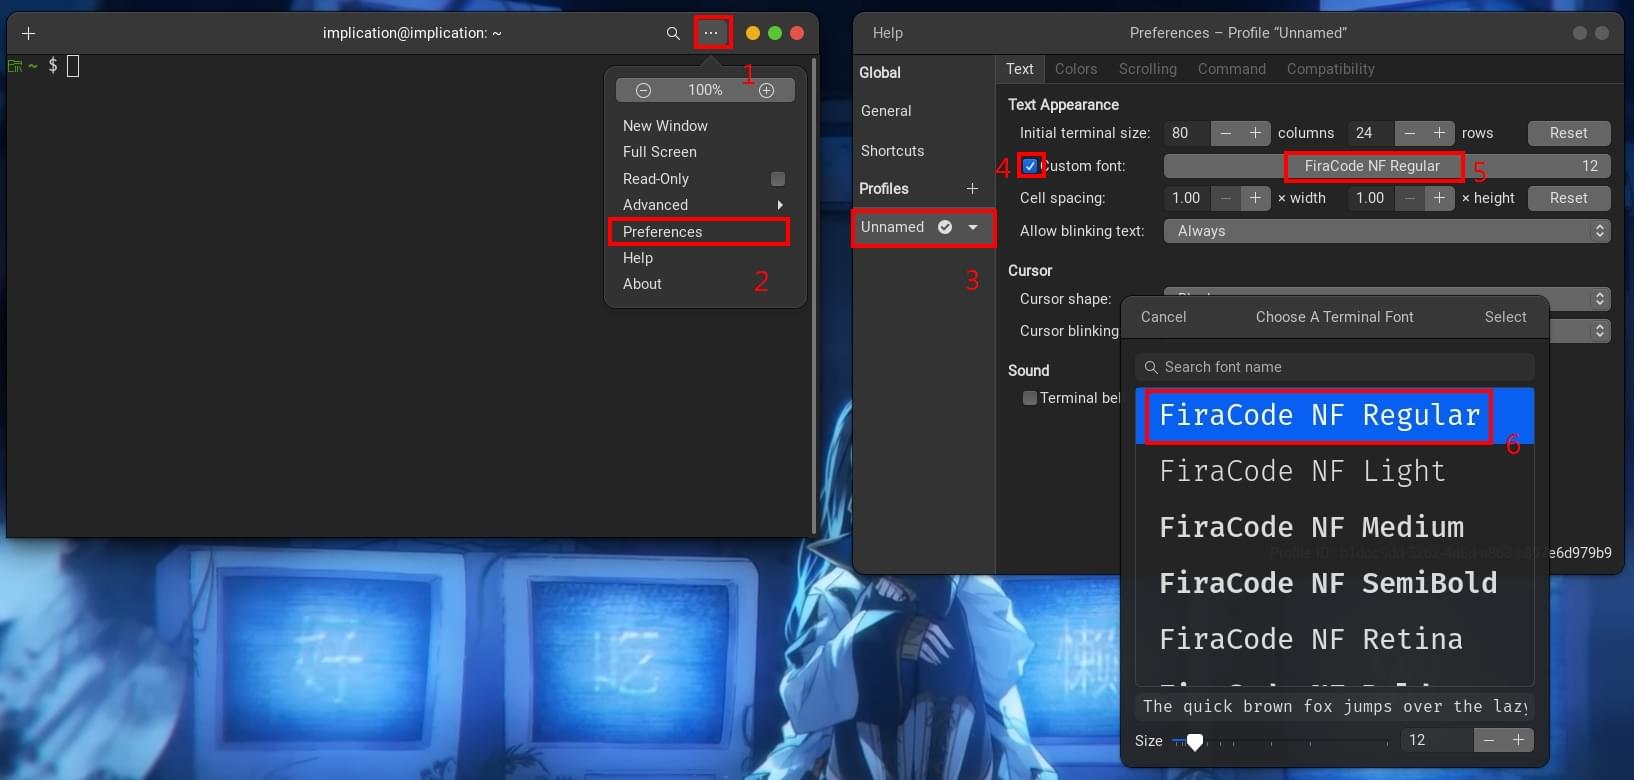 implication@implication: ~
~ $
1
100%
New Window
Full Screen
Read-Only
Advanced
Preferences
Help
About
2
Help
Preferences – Profile “Unnamed”
Global
General
Shortcuts
Profiles
Unnamed
3
Text Colors Scrolling Command Compatibility
Text Appearance
Initial terminal size: 80 columns 24 rows Reset
4 Custom font: FiraCode NF Regular 12 5
Cell spacing: 1.00 × width 1.00 × height Reset
Allow blinking text: Always
Cursor
Cursor shape:
Cursor blinking:
Sound
Terminal bel
e6d979b9
Cancel Choose A Terminal Font Select
Search font name
FiraCode NF Regular
6
FiraCode NF Light
FiraCode NF Medium
FiraCode NF SemiBold
FiraCode NF Retina
The quick brown fox jumps over the lazy
Size 12